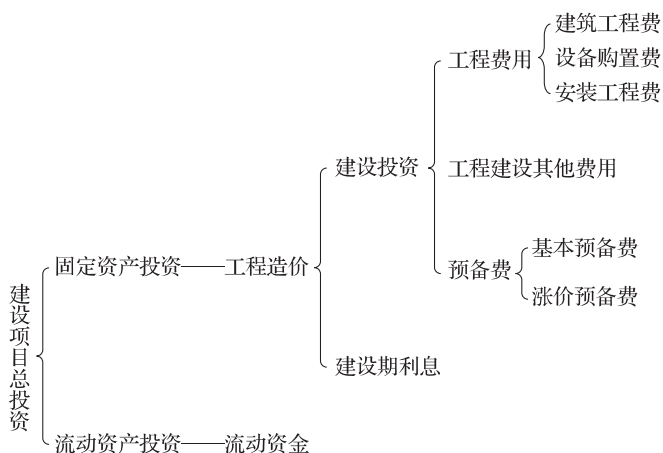 建设项目总投资
固定资产投资——工程造价
建设投资
工程费用
建筑工程费
设备购置费
安装工程费
工程建设其他费用
预备费
基本预备费
涨价预备费
建设期利息
流动资产投资——流动资金